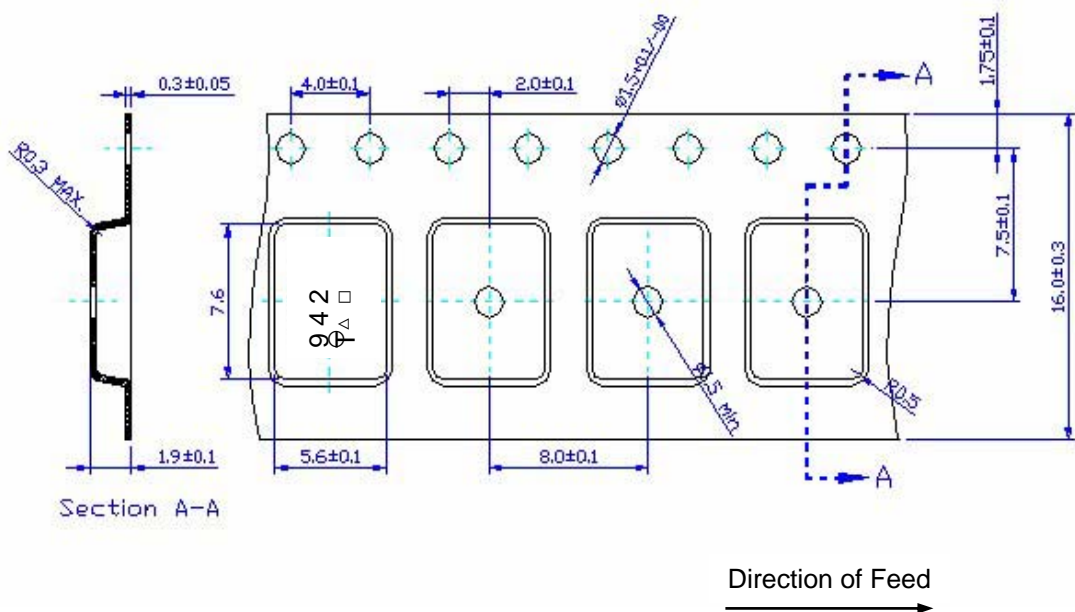 0.3±0.05
4.0±0.1
2.0±0.1
Ø1.5+0.1/-00
A
1.75±0.1
R0.3 MAX.
7.5±0.1
16.0±0.3
7.6
942
T△□
Ø1.5 Min
R0.5
1.9±0.1
5.6±0.1
8.0±0.1
A
Section A-A
Direction of Feed